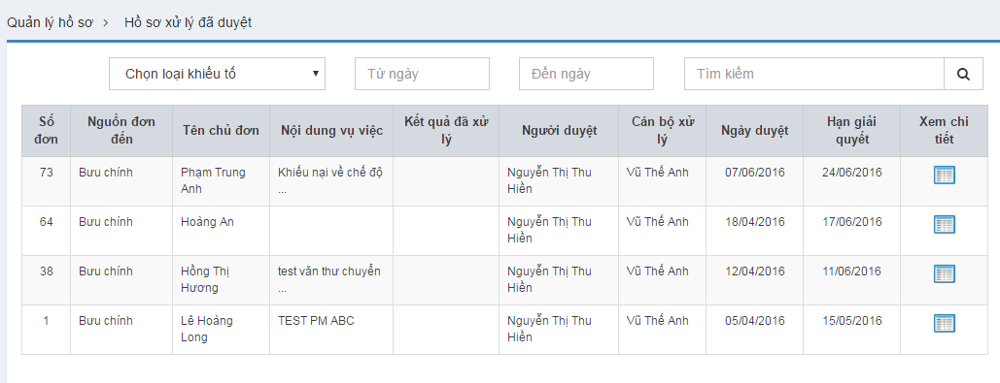 Quản lý hồ sơ > Hồ sơ xử lý đã duyệt
Chọn loại khiếu tố Từ ngày Đến ngày Tìm kiếm
Số đơn Nguồn đơn đến Tên chủ đơn Nội dung vụ việc Kết quả đã xử lý Người duyệt Cán bộ xử lý Ngày duyệt Hạn giải quyết Xem chi tiết
73 Bưu chính Phạm Trung Anh Khiếu nại về chế độ ... Nguyễn Thị Thu Hiền Vũ Thế Anh 07/06/2016 24/06/2016
64 Bưu chính Hoàng An Nguyễn Thị Thu Hiền Vũ Thế Anh 18/04/2016 17/06/2016
38 Bưu chính Hồng Thị Hương test văn thư chuyển ... Nguyễn Thị Thu Hiền Vũ Thế Anh 12/04/2016 11/06/2016
1 Bưu chính Lê Hoàng Long TEST PM ABC Nguyễn Thị Thu Hiền Vũ Thế Anh 05/04/2016 15/05/2016